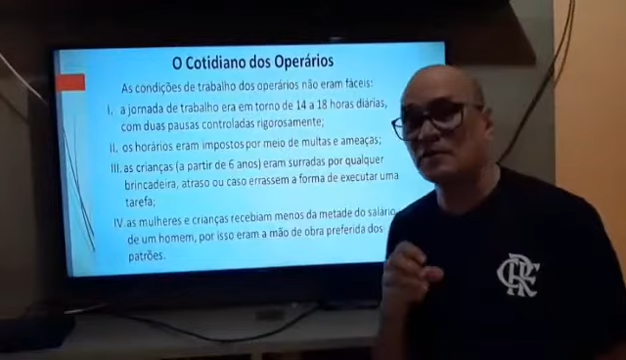 O Cotidiano dos Operários
As condições de trabalho dos operários não eram fáceis:
I. a jornada de trabalho era em torno de 14 a 18 horas diárias,
com duas pausas controladas rigorosamente;
II. os horários eram impostos por meio de multas e ameaças;
III. as crianças (a partir de 6 anos) eram surradas por qualquer
brincadeira, atraso ou caso errassem a forma de executar uma
tarefa;
IV. as mulheres e crianças recebiam menos da metade do salário
de um homem, por isso eram a mão de obra preferida dos
patrões.
CRF